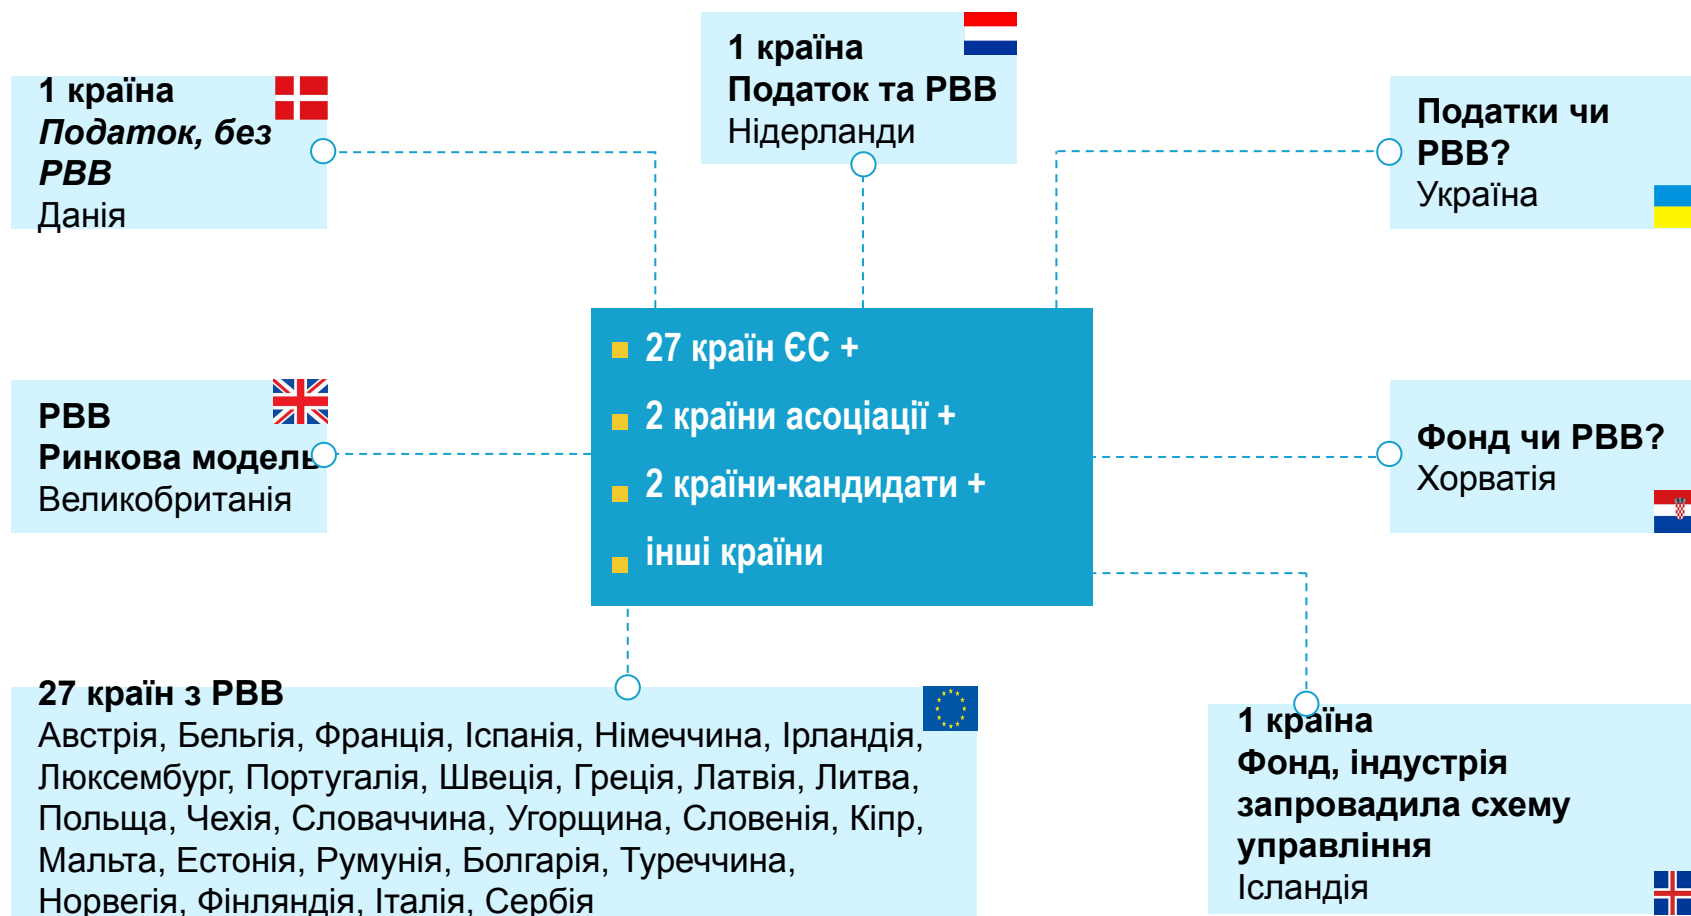 1 країна
Податок, без
РВВ
Данія
1 країна
Податок та РВВ
Нідерланди
Податки чи
РВВ?
Україна
РВВ
Ринкова модель
Великобританія
27 країн ЄС +
2 країни асоціації +
2 країни-кандидати +
інші країни
Фонд чи РВВ?
Хорватія
27 країн з РВВ
Австрія, Бельгія, Франція, Іспанія, Німеччина, Ірландія,
Люксембург, Португалія, Швеція, Греція, Латвія, Литва,
Польща, Чехія, Словаччина, Угорщина, Словенія, Кіпр,
Мальта, Естонія, Румунія, Болгарія, Туреччина,
Норвегія, Фінляндія, Італія, Сербія
1 країна
Фонд, індустрія
запровадила схему
управління
Ісландія